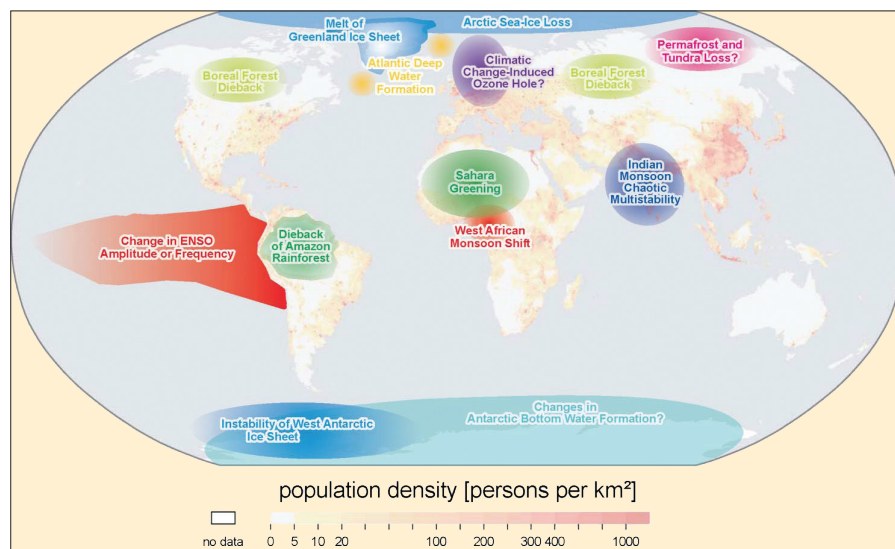 Melt of
Greenland Ice Sheet
Arctic Sea-Ice Loss
Atlantic Deep
Water
Formation
Climatic
Change-Induced
Ozone Hole?
Permafrost and
Tundra Loss?
Boreal Forest
Dieback
Boreal Forest
Dieback
Sahara
Greening
Indian
Monsoon
Chaotic
Multistability
West African
Monsoon Shift
Change in ENSO
Amplitude or Frequency
Dieback
of Amazon
Rainforest
Instability of West Antarctic
Ice Sheet
Changes in
Antarctic Bottom Water Formation?
population density [persons per km²]
no data
0 5 10 20 100 200 300 400 1000